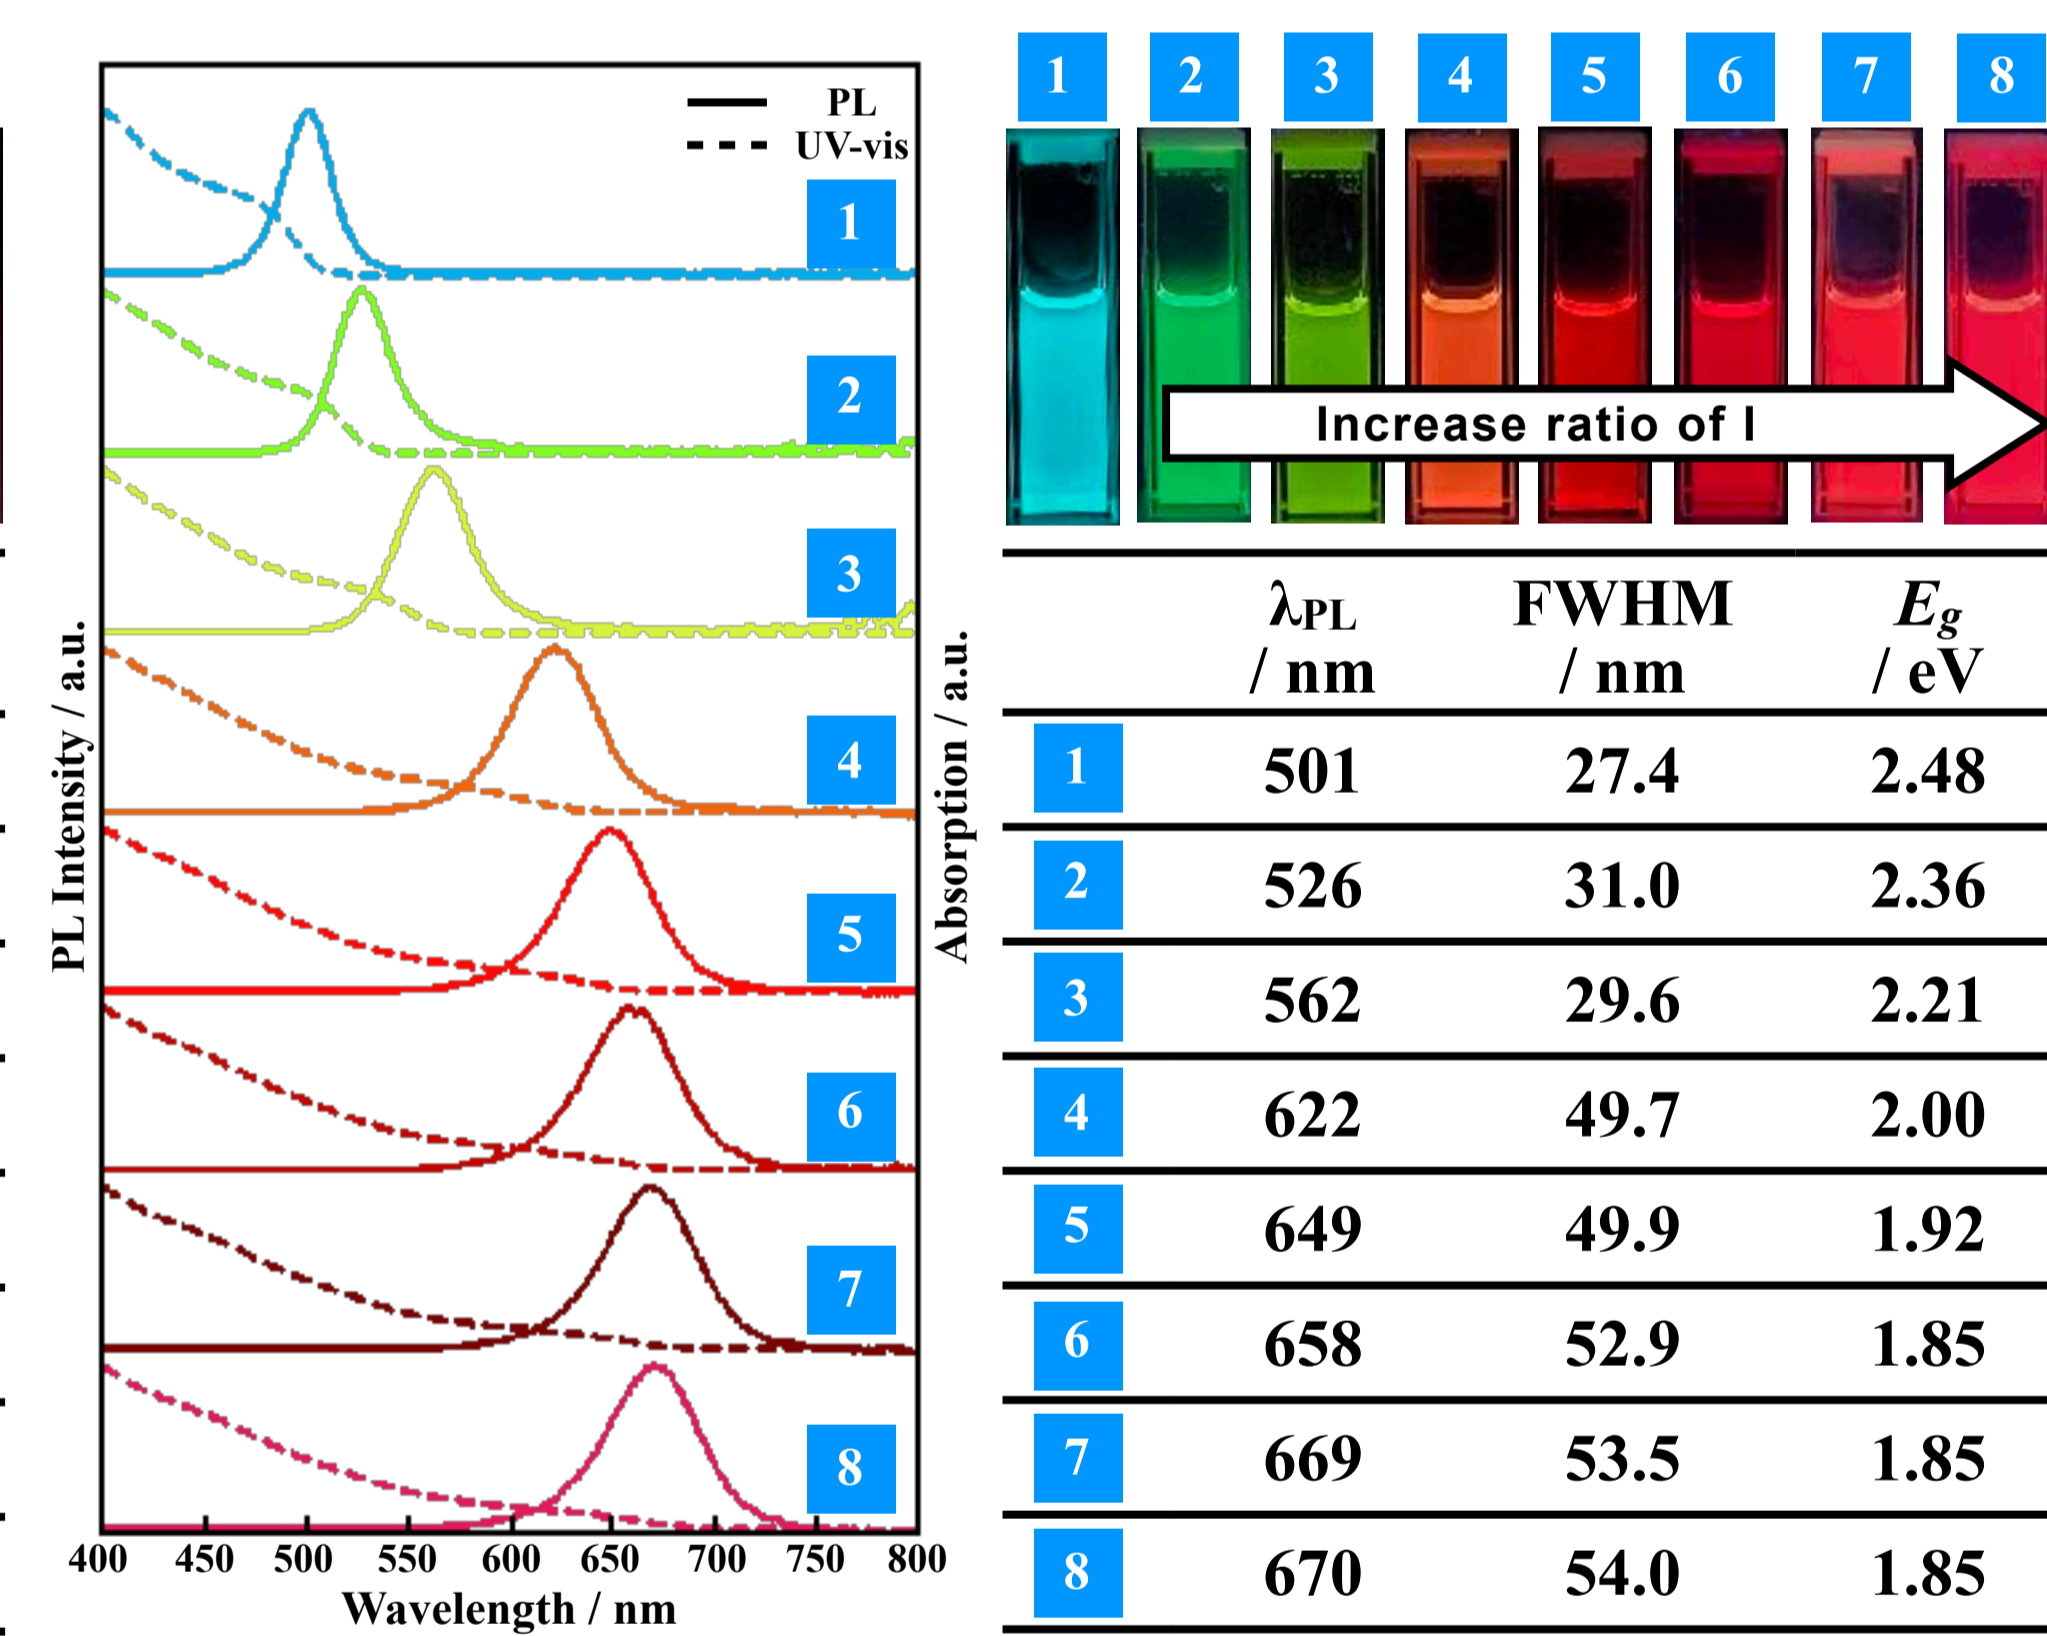 PL
UV-vis
1
2
3
4
5
6
7
8
PL Intensity / a.u.
Absorption / a.u.
400 450 500 550 600 650 700 750 800
Wavelength / nm
1 2 3 4 5 6 7 8
Increase ratio of I
λPL FWHM Eg
/ nm / nm / eV
1 501 27.4 2.48
2 526 31.0 2.36
3 562 29.6 2.21
4 622 49.7 2.00
5 649 49.9 1.92
6 658 52.9 1.85
7 669 53.5 1.85
8 670 54.0 1.85